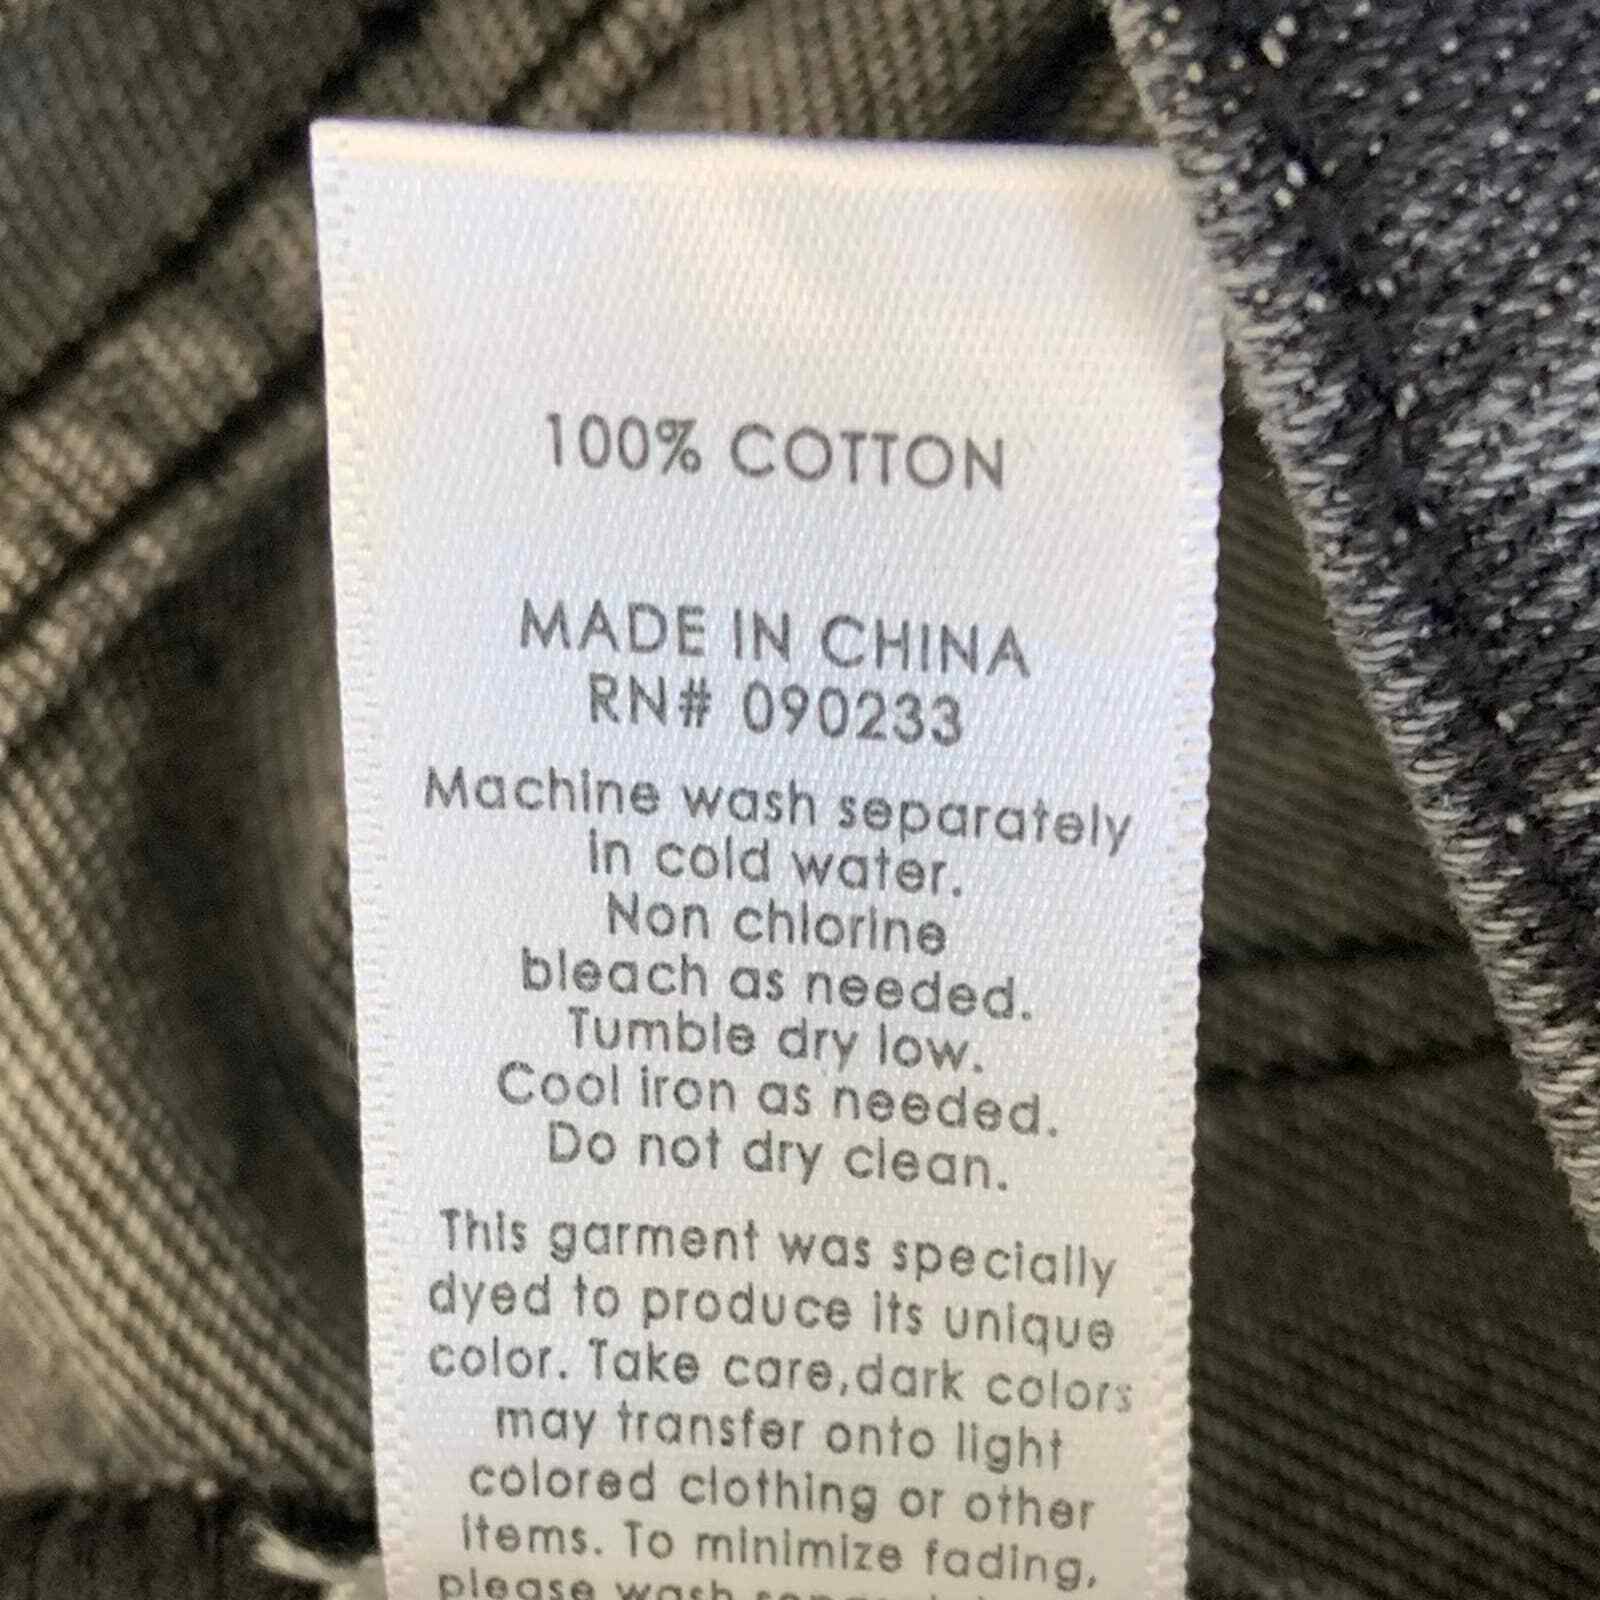 100% COTTON
MADE IN CHINA
RN# 090233
Machine wash separately
in cold water.
Non chlorine
bleach as needed.
Tumble dry low.
Cool iron as needed.
Do not dry clean.
This garment was specially
dyed to produce its unique
color. Take care,dark colors
may transfer onto light
colored clothing or other
items. To minimize fading,
please wash